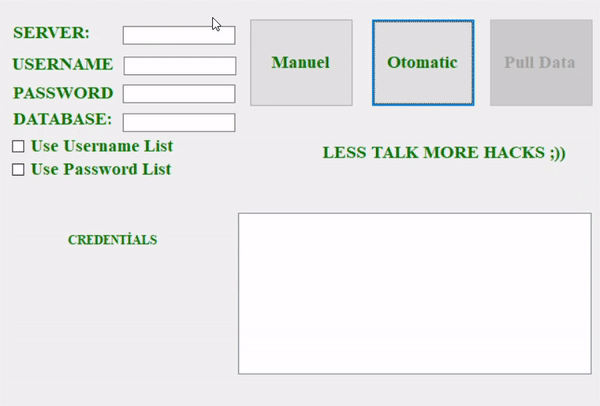 SERVER:
USERNAME
PASSWORD
DATABASE:
Use Username List
Use Password List
Manuel
Otomatic
Pull Data
LESS TALK MORE HACKS ;))
CREDENTİALS